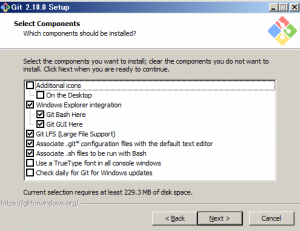 Git 2.18.0 Setup
Select Components
Which components should be installed?
Select the components you want to install; clear the components you do not want to
install. Click Next when you are ready to continue.
Additional icons
On the Desktop
Windows Explorer integration
Git Bash Here
Git GUI Here
Git LFS (Large File Support)
Associate .git* configuration files with the default text editor
Associate .sh files to be run with Bash
Use a TrueType font in all console windows
Check daily for Git for Windows updates
Current selection requires at least 229.3 MB of disk space.
https://gitforwindows.org/
< Back
Next >
Cancel